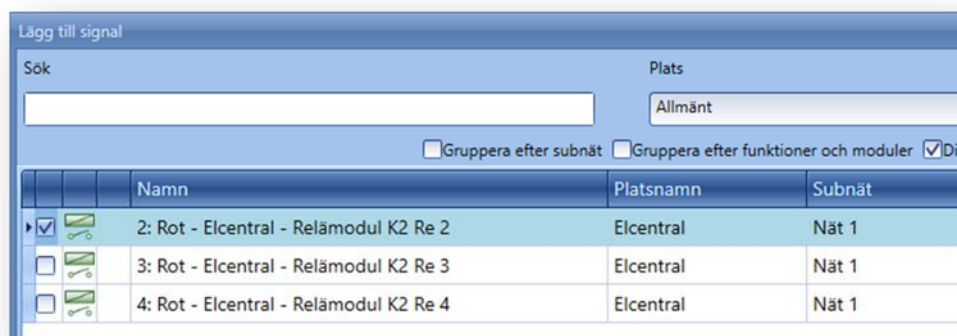 Lägg till signal
Sök Plats
Allmänt
Gruppera efter subnät Gruppera efter funktioner och moduler
Namn Platsnamn Subnät
2: Rot - Elcentral - Relämodul K2 Re 2 Elcentral Nät 1
3: Rot - Elcentral - Relämodul K2 Re 3 Elcentral Nät 1
4: Rot - Elcentral - Relämodul K2 Re 4 Elcentral Nät 1